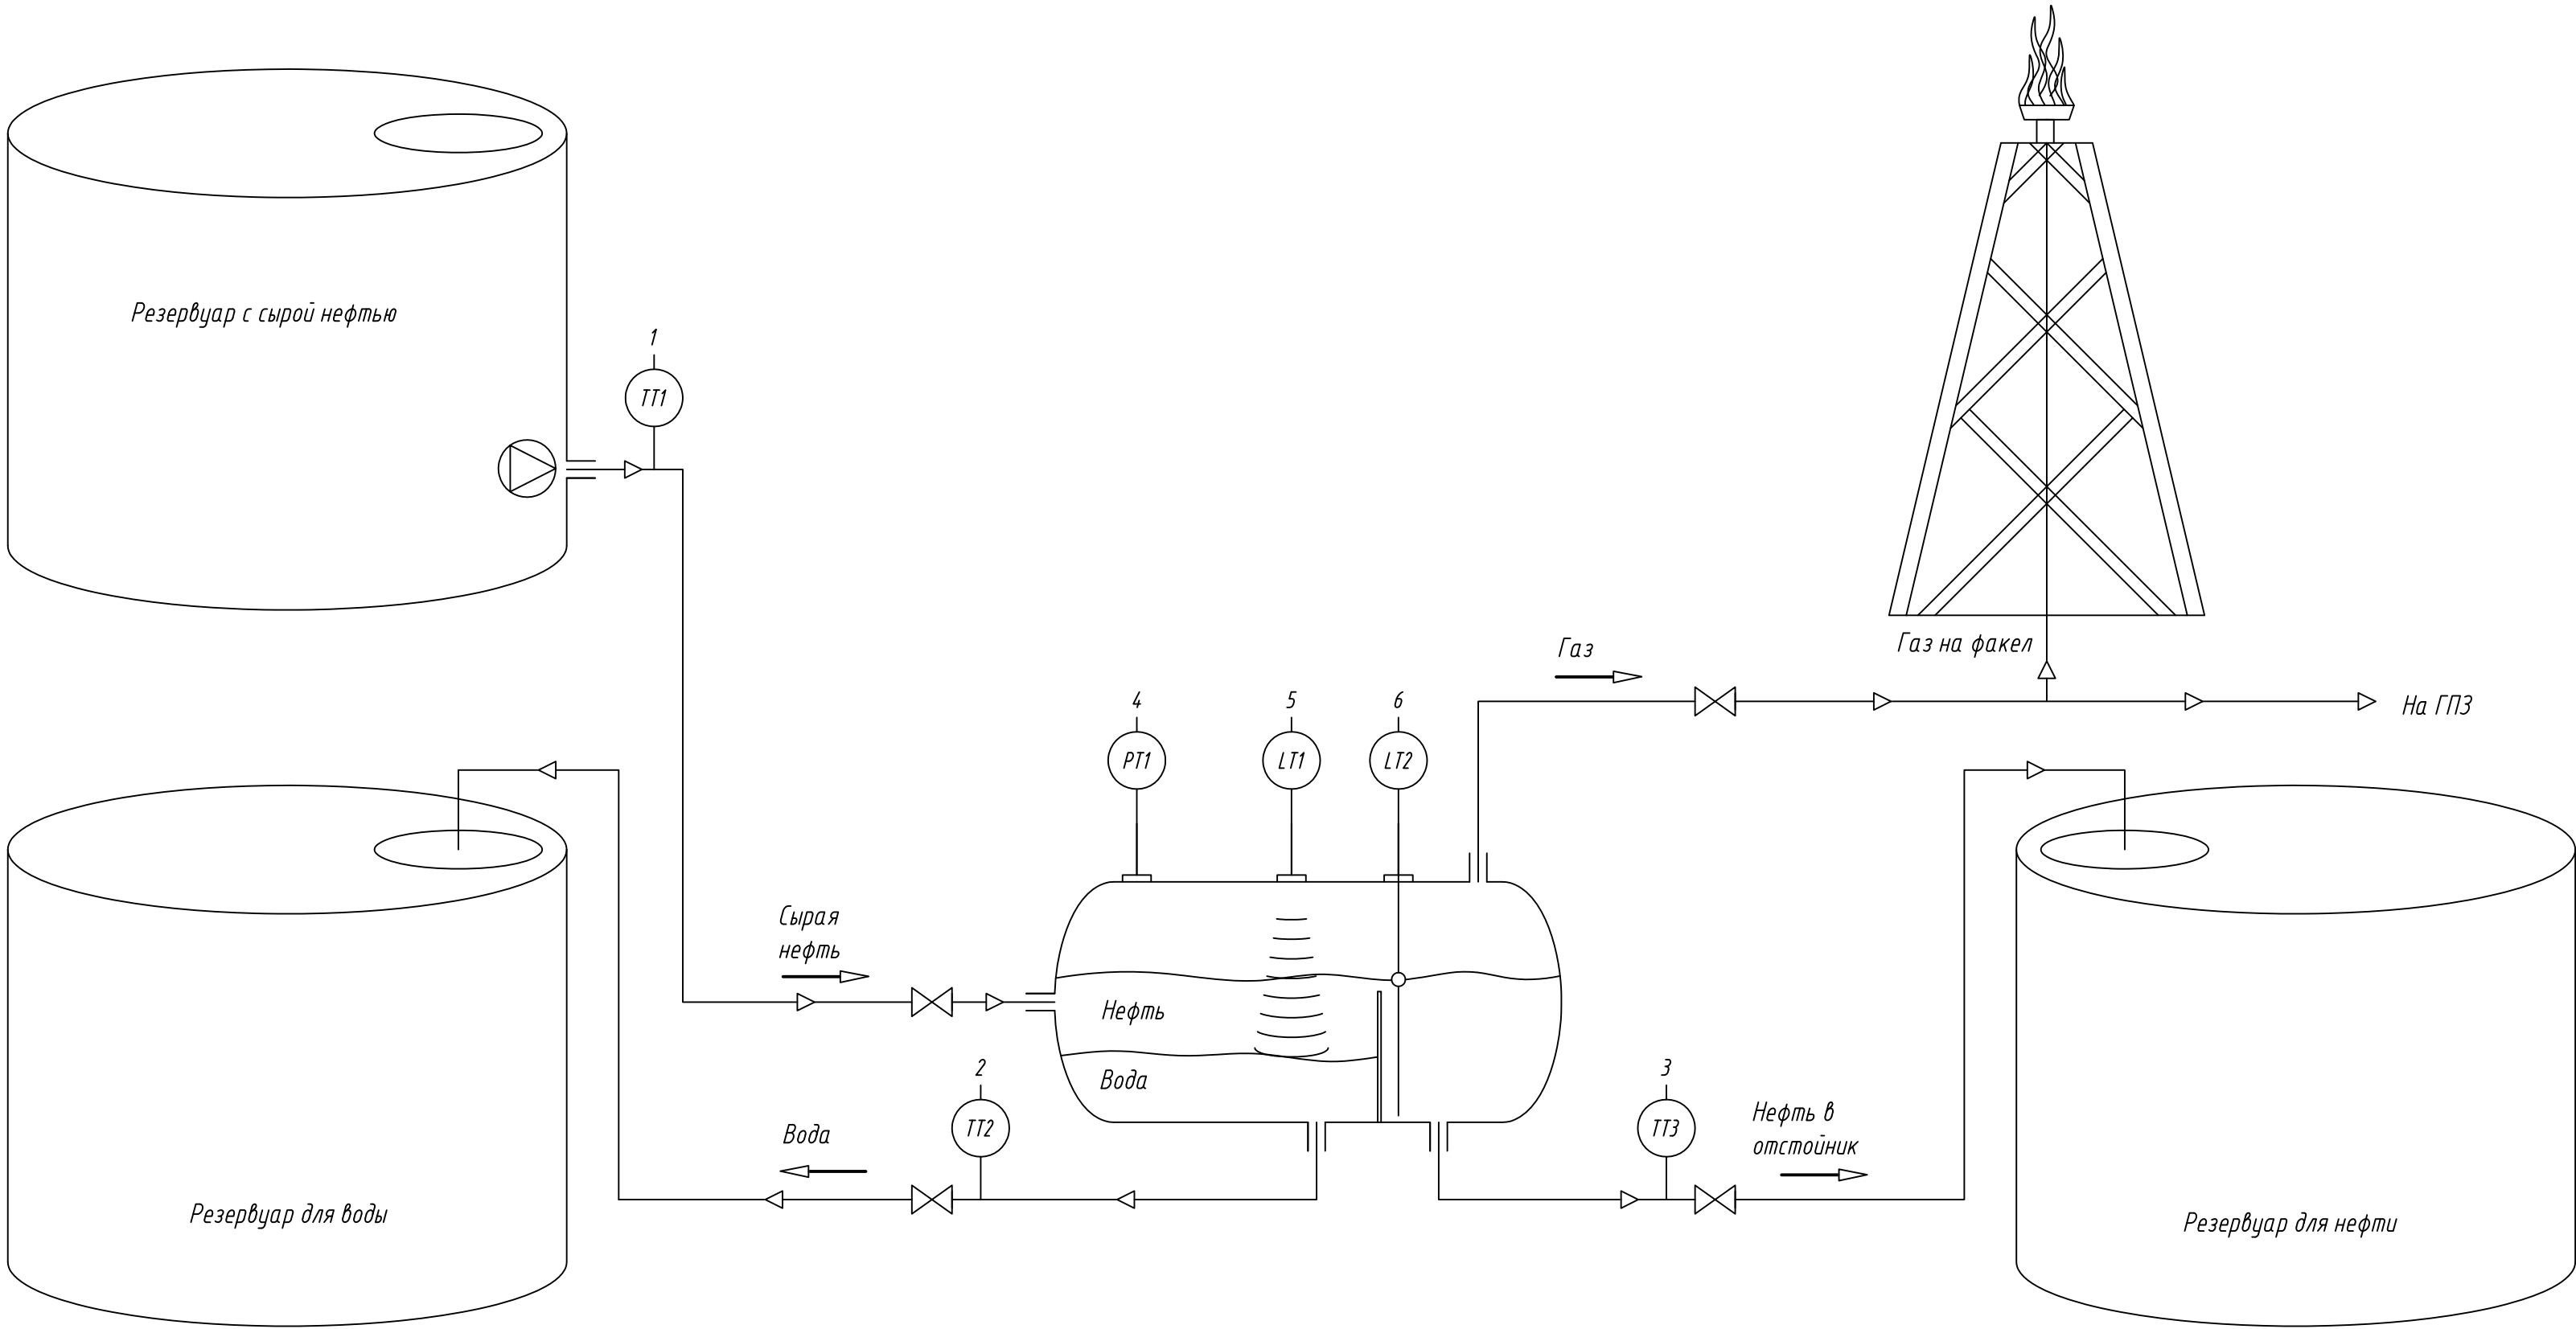 Резервуар с сырой нефтью
1
TT1
Газ
Газ на факел
На ГПЗ
4
5
6
PT1
LT1
LT2
Сырая
нефть
Нефть
Вода
2
3
TT2
TT3
Вода
Нефть в
отстойник
Резервуар для воды
Резервуар для нефти